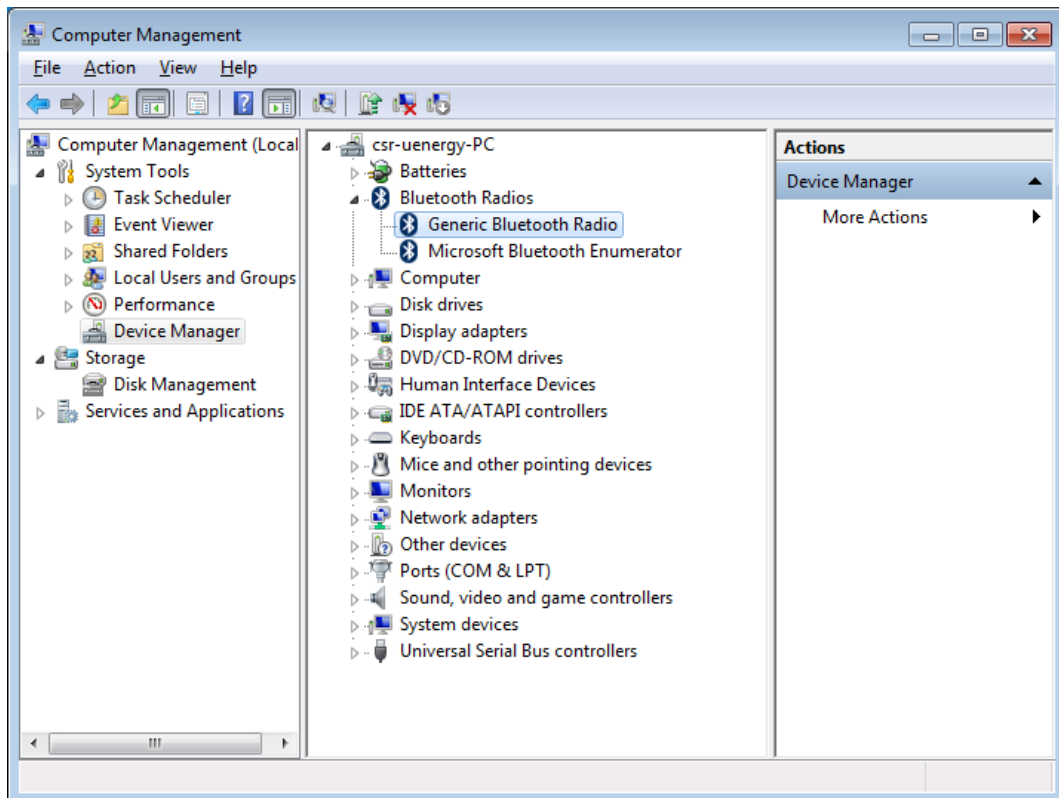 Computer Management
File Action View Help
Computer Management (Local
System Tools
Task Scheduler
Event Viewer
Shared Folders
Local Users and Groups
Performance
Device Manager
Storage
Disk Management
Services and Applications
csr-uenergy-PC
Batteries
Bluetooth Radios
Generic Bluetooth Radio
Microsoft Bluetooth Enumerator
Computer
Disk drives
Display adapters
DVD/CD-ROM drives
Human Interface Devices
IDE ATA/ATAPI controllers
Keyboards
Mice and other pointing devices
Monitors
Network adapters
Other devices
Ports (COM & LPT)
Sound, video and game controllers
System devices
Universal Serial Bus controllers
Actions
Device Manager
More Actions